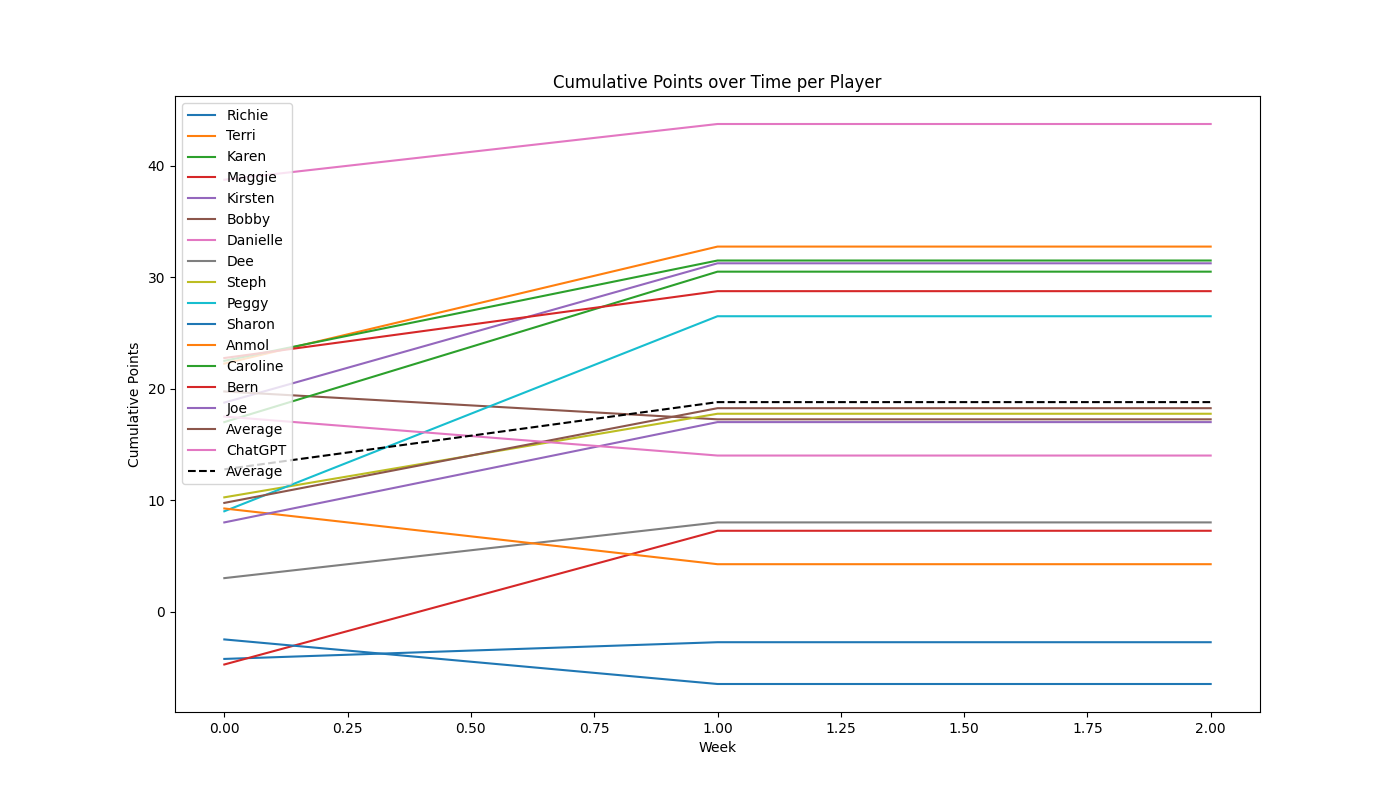 Cumulative Points over Time per Player
Cumulative Points
40
30
20
10
0
Richie
Terri
Karen
Maggie
Kirsten
Bobby
Danielle
Dee
Steph
Peggy
Sharon
Anmol
Caroline
Bern
Joe
Average
ChatGPT
Average
0.00 0.25 0.50 0.75 1.00 1.25 1.50 1.75 2.00
Week